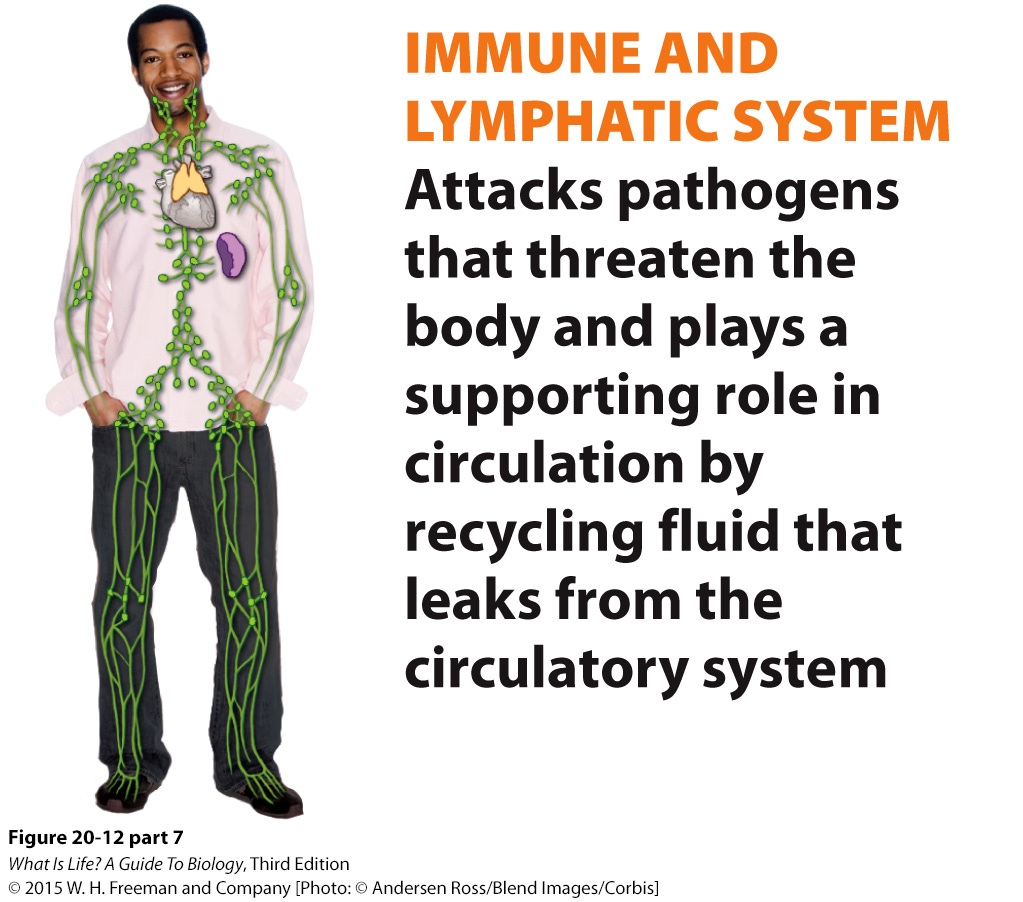 IMMUNE AND
LYMPHATIC SYSTEM
Attacks pathogens
that threaten the
body and plays a
supporting role in
circulation by
recycling fluid that
leaks from the
circulatory system
Figure 20-12 part 7
What Is Life? A Guide To Biology, Third Edition
© 2015 W. H. Freeman and Company [Photo: © Andersen Ross/Blend Images/Corbis]